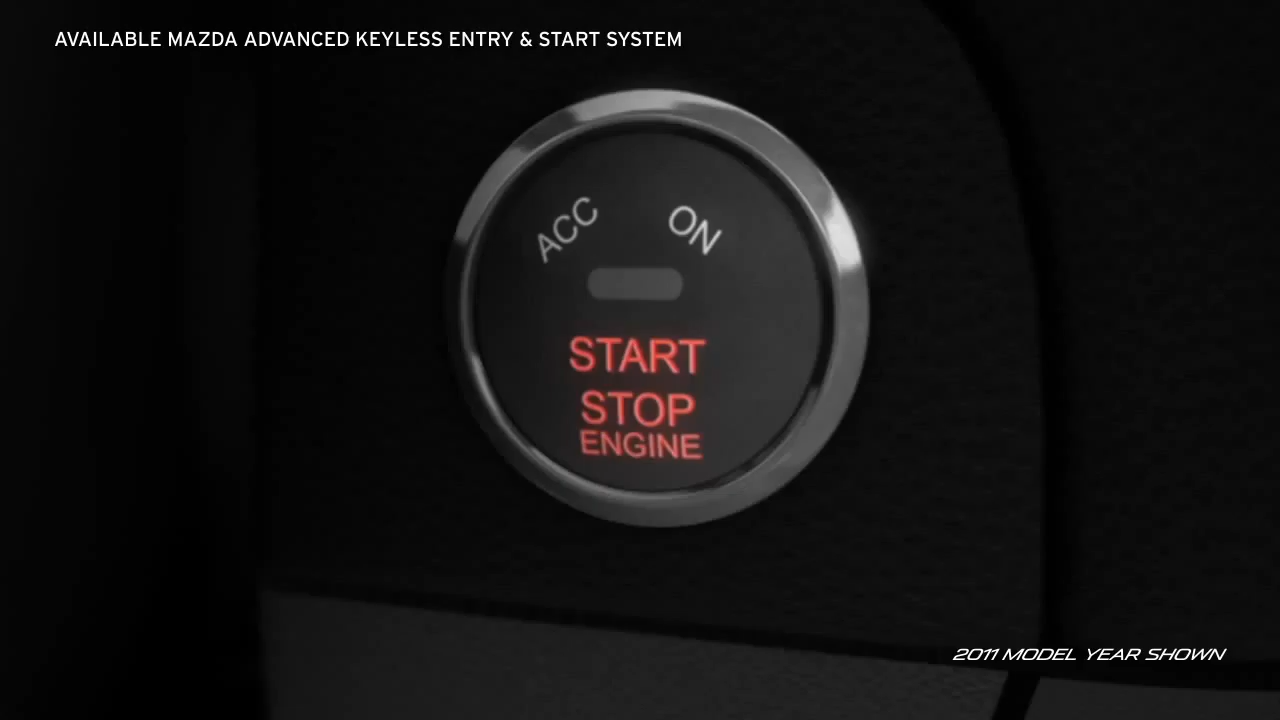 AVAILABLE MAZDA ADVANCED KEYLESS ENTRY & START SYSTEM
ACC ON
START
STOP
ENGINE
2011 MODEL YEAR SHOWN